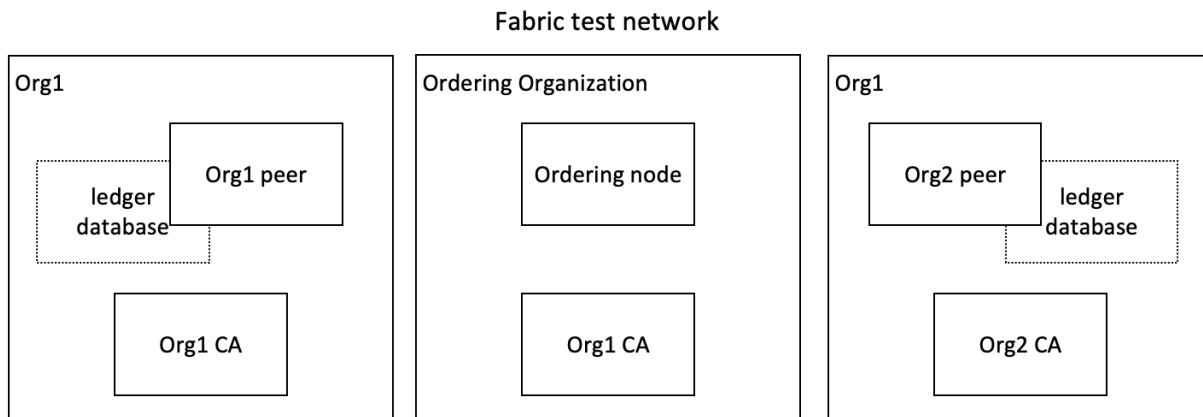 Fabric test network
Org1
Org1 peer
ledger
database
Org1 CA
Ordering Organization
Ordering node
Org1 CA
Org1
Org2 peer
ledger
database
Org2 CA